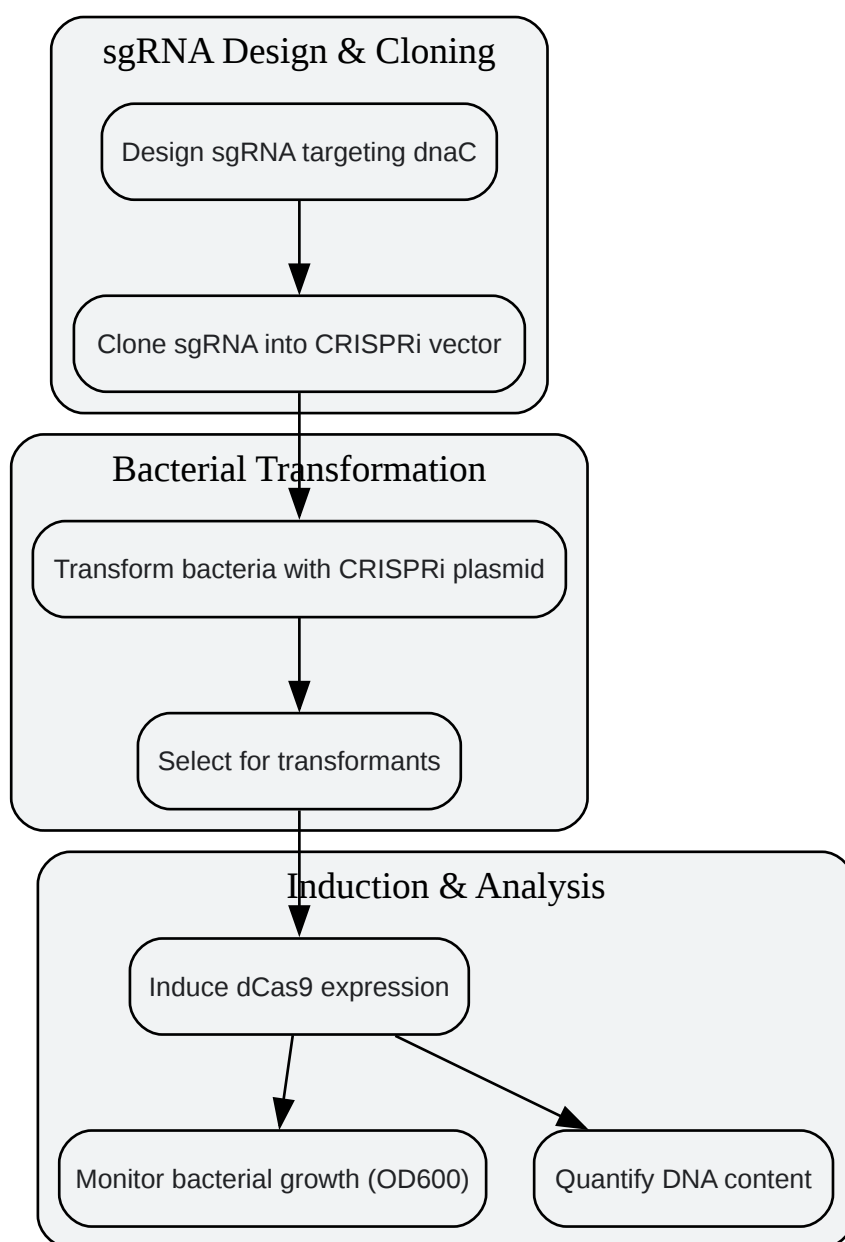 sgRNA Design & Cloning
Design sgRNA targeting dnaC
Clone sgRNA into CRISPRi vector
Bacterial Transformation
Transform bacteria with CRISPRi plasmid
Select for transformants
Induction & Analysis
Induce dCas9 expression
Monitor bacterial growth (OD600)
Quantify DNA content